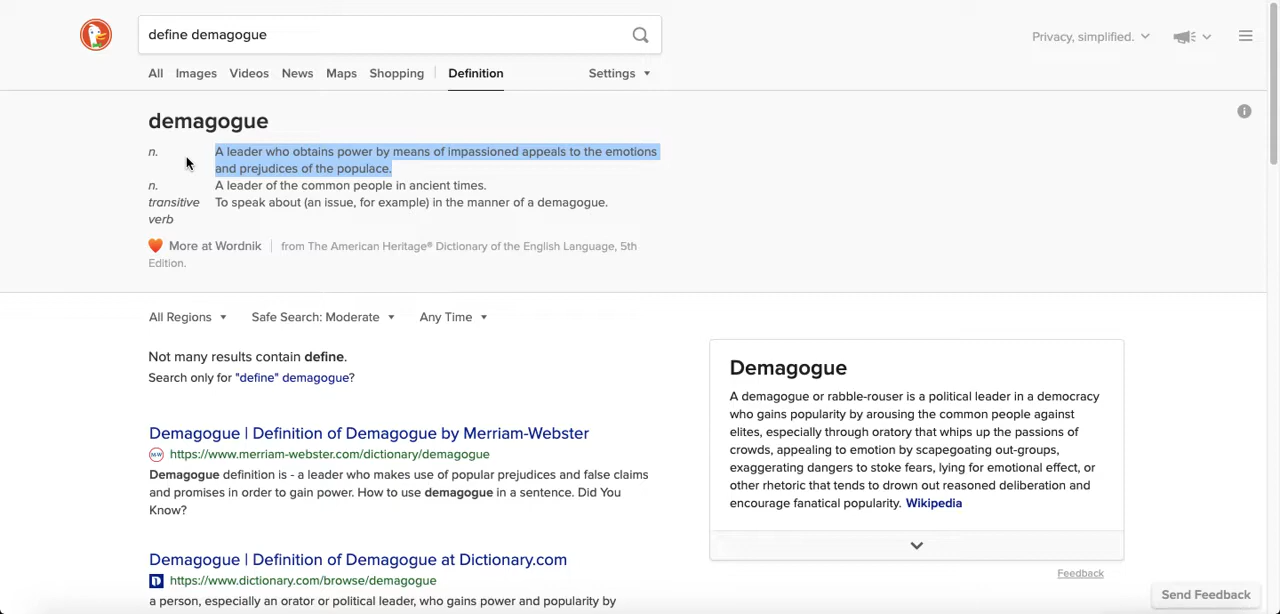 define demagogue
Privacy, simplified.
All Images Videos News Maps Shopping Definition Settings
demagogue
n. A leader who obtains power by means of impassioned appeals to the emotions
and prejudices of the populace.
n. A leader of the common people in ancient times.
transitive To speak about (an issue, for example) in the manner of a demagogue.
verb
More at Wordnik from The American Heritage® Dictionary of the English Language, 5th
Edition.
All Regions Safe Search: Moderate Any Time
Not many results contain define.
Search only for "define" demagogue?
Demagogue | Definition of Demagogue by Merriam-Webster
https://www.merriam-webster.com/dictionary/demagogue
Demagogue definition is - a leader who makes use of popular prejudices and false claims
and promises in order to gain power. How to use demagogue in a sentence. Did You
Know?
Demagogue | Definition of Demagogue at Dictionary.com
https://www.dictionary.com/browse/demagogue
a person, especially an orator or political leader, who gains power and popularity by
Demagogue
A demagogue or rabble-rouser is a political leader in a democracy
who gains popularity by arousing the common people against
elites, especially through oratory that whips up the passions of
crowds, appealing to emotion by scapegoating out-groups,
exaggerating dangers to stoke fears, lying for emotional effect, or
other rhetoric that tends to drown out reasoned deliberation and
encourage fanatical popularity. Wikipedia
Feedback
Send Feedback